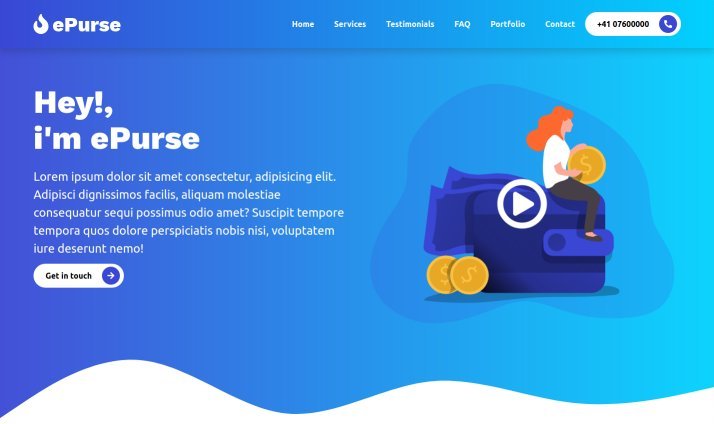 ePurse
Home Services Testimonials FAQ Portfolio Contact +41 07600000
Hey!,
i'm ePurse
Lorem ipsum dolor sit amet consectetur, adipisicing elit.
Adipisci dignissimos facilis, aliquam molestiae
consequatur sequi possimus odio amet? Suscipit tempore
tempora quos dolore perspiciatis nobis nisi, voluptatem
iure deserunt nemo!
Get in touch